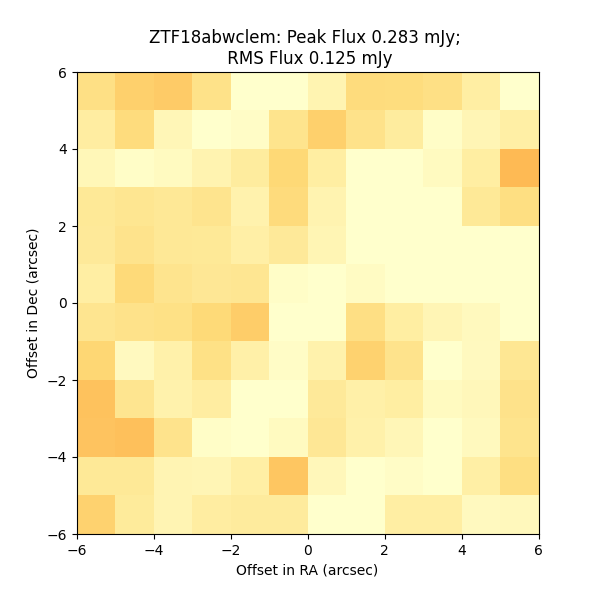 ZTF18abwclem: Peak Flux 0.283 mJy;
RMS Flux 0.125 mJy
6
4
2
0
−2
−4
−6
Offset in Dec (arcsec)
−6 −4 −2 0 2 4 6
Offset in RA (arcsec)